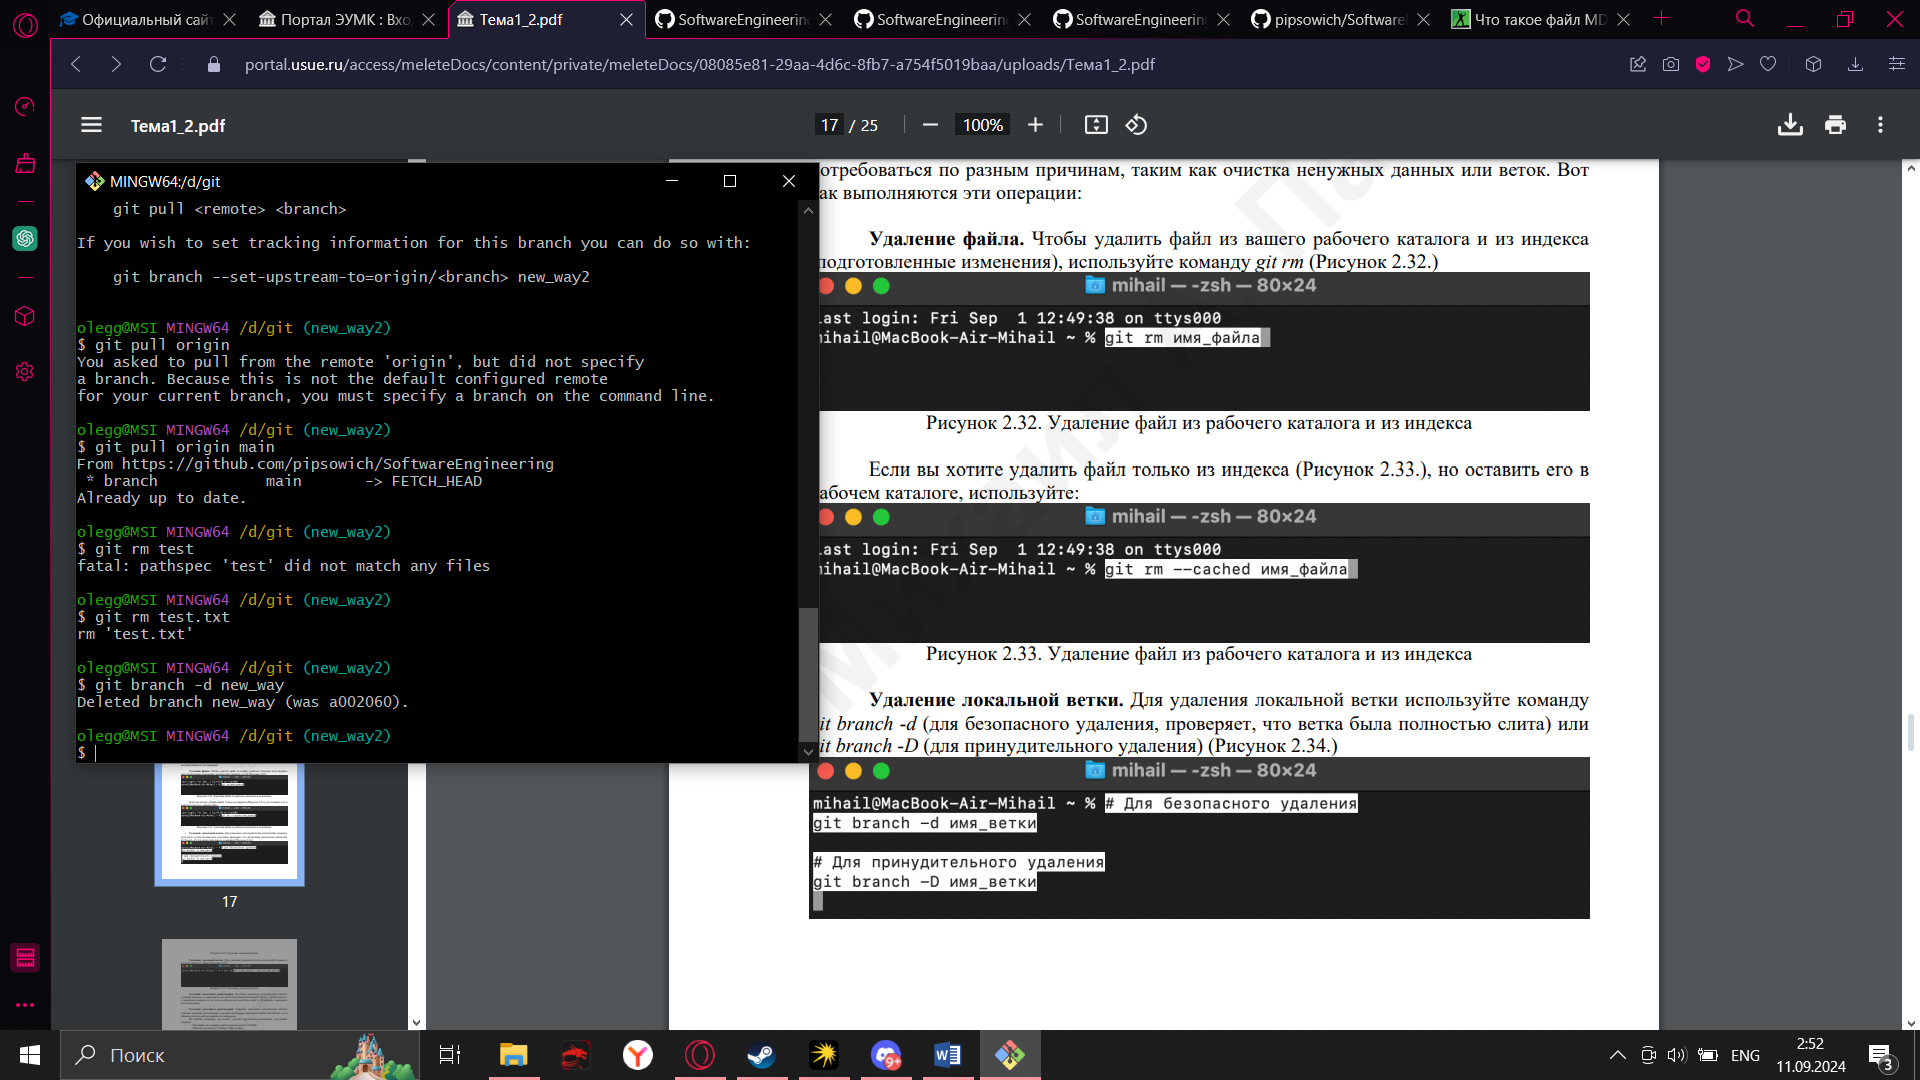 Официальный сайт
Портал ЭУМК : Вхо
Тема1_2.pdf
SoftwareEngineerin
SoftwareEngineerin
SoftwareEngineerin
pipsowich/Software
Что такое файл MD
portal.usue.ru/access/meleteDocs/content/private/meleteDocs/08085e81-29aa-4d6c-8fb7-a754f5019baa/uploads/Тема1_2.pdf
Тема1_2.pdf
17 / 25
100%
MINGW64:/d/git
git pull <remote> <branch>
If you wish to set tracking information for this branch you can do so with:
git branch --set-upstream-to=origin/<branch> new_way2
olegg@MSI MINGW64 /d/git (new_way2)
$ git pull origin
You asked to pull from the remote 'origin', but did not specify
a branch. Because this is not the default configured remote
for your current branch, you must specify a branch on the command line.
olegg@MSI MINGW64 /d/git (new_way2)
$ git pull origin main
From https://github.com/pipsowich/SoftwareEngineering
* branch            main       -> FETCH_HEAD
Already up to date.
olegg@MSI MINGW64 /d/git (new_way2)
$ git rm test
fatal: pathspec 'test' did not match any files
olegg@MSI MINGW64 /d/git (new_way2)
$ git rm test.txt
rm 'test.txt'
olegg@MSI MINGW64 /d/git (new_way2)
$ git branch -d new_way
Deleted branch new_way (was a002060).
olegg@MSI MINGW64 /d/git (new_way2)
$
отребоваться по разным причинам, таким как очистка ненужных данных или веток. Вот
ак выполняются эти операции:
Удаление файла. Чтобы удалить файл из вашего рабочего каталога и из индекса
подготовленные изменения), используйте команду git rm (Рисунок 2.32.)
mihail — -zsh — 80×24
ast login: Fri Sep  1 12:49:38 on ttys000
ihail@MacBook-Air-Mihail ~ % git rm имя_файла
Рисунок 2.32. Удаление файл из рабочего каталога и из индекса
Если вы хотите удалить файл только из индекса (Рисунок 2.33.), но оставить его в
абочем каталоге, используйте:
mihail — -zsh — 80×24
ast login: Fri Sep  1 12:49:38 on ttys000
ihail@MacBook-Air-Mihail ~ % git rm --cached имя_файла
Рисунок 2.33. Удаление файл из рабочего каталога и из индекса
Удаление локальной ветки. Для удаления локальной ветки используйте команду
it branch -d (для безопасного удаления, проверяет, что ветка была полностью слита) или
it branch -D (для принудительного удаления) (Рисунок 2.34.)
mihail — -zsh — 80×24
mihail@MacBook-Air-Mihail ~ % # Для безопасного удаления
git branch -d имя_ветки
# Для принудительного удаления
git branch -D имя_ветки
17
Поиск
9+
ENG
2:52
11.09.2024
3